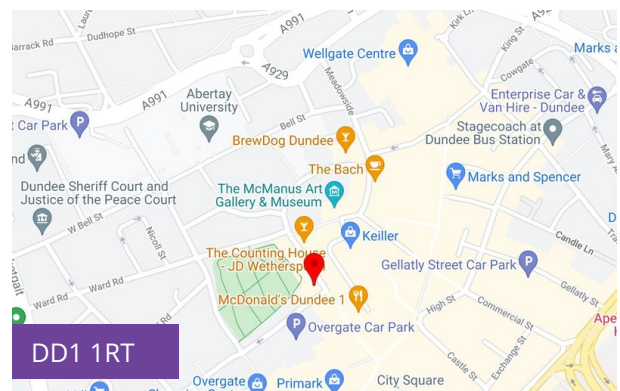 Dudhope St
A991
Barrack Rd
A991
A929
Wellgate Centre
Meadowside
King St
Cowgate
Marks a
A991
t Car Park
Abertay
University
Bell St
BrewDog Dundee
The Bach
Enterprise Car &
Van Hire - Dundee
Stagecoach at
Dundee Bus Station
Mary A
nd
Dundee Sheriff Court and
Justice of the Peace Court
The McManus Art
Gallery & Museum
Marks and Spencer
W Bell St
Nicoll St
Keiller
The Counting House
- JD Wetherspoon
Candle Ln
D
Ward Rd
Ward Rd
Gellatly Street Car Park
McDonald's Dundee 1
Gellatly St
High St
Commercial St
Overgate Car Park
Castle St
Exchange St
Ape
H
DD1 1RT
Overgate
Primark
City Square